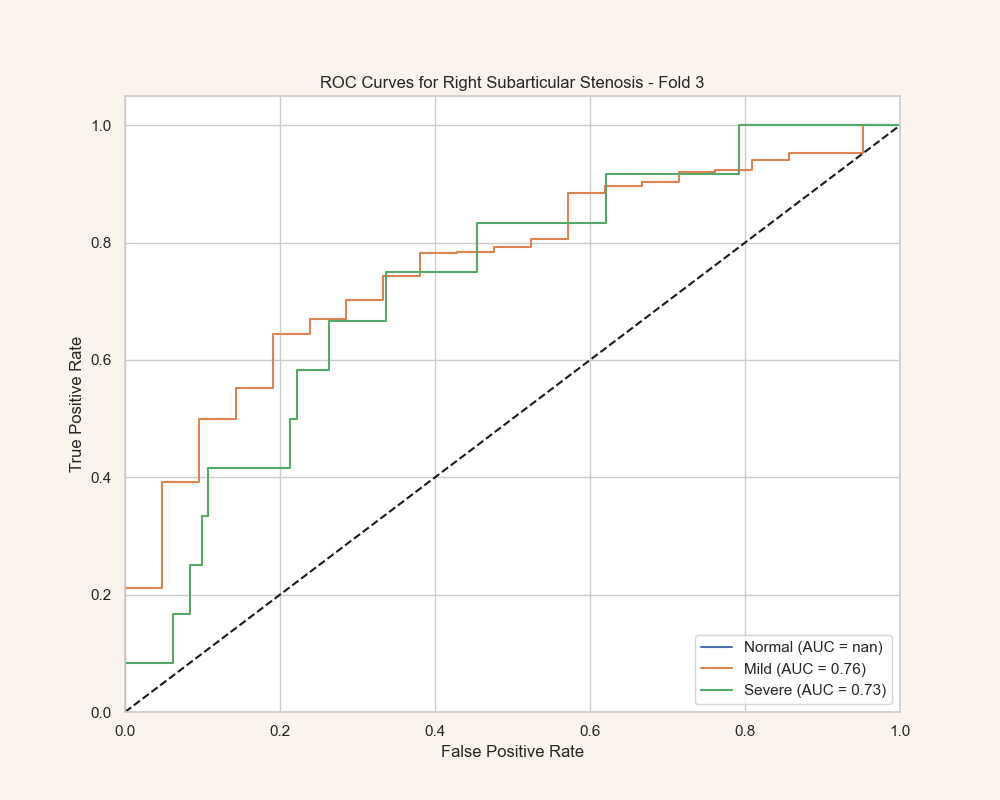 ROC Curves for Right Subarticular Stenosis - Fold 3
1.0
0.8
0.6
0.4
0.2
0.0
True Positive Rate
0.0 0.2 0.4 0.6 0.8 1.0
False Positive Rate
Normal (AUC = nan)
Mild (AUC = 0.76)
Severe (AUC = 0.73)